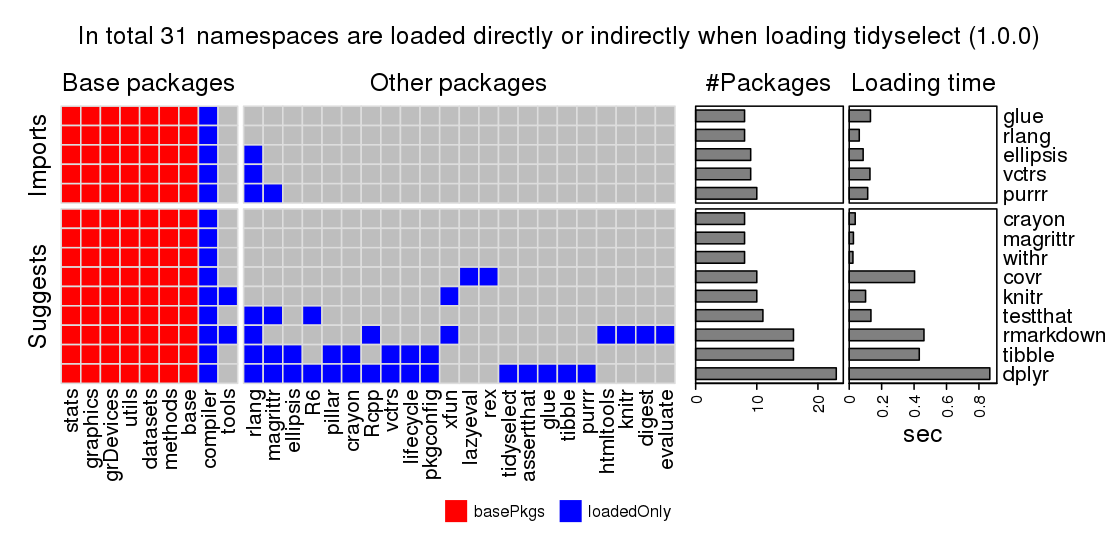 In total 31 namespaces are loaded directly or indirectly when loading tidyselect (1.0.0)
Base packages
Other packages
#Packages
Loading time
Imports
glue
rlang
ellipsis
vctrs
purrr
Suggests
crayon
magrittr
withr
covr
knitr
testthat
rmarkdown
tibble
dplyr
stats
graphics
grDevices
utils
datasets
methods
base
compiler
tools
rlang
magrittr
ellipsis
R6
pillar
crayon
Rcpp
vctrs
lifecycle
pkgconfig
xfun
lazyeval
rex
tidyselect
assertthat
glue
tibble
purrr
htmltools
knitr
digest
evaluate
0
10
20
0
0.2
0.4
0.6
0.8
sec
basePkgs
loadedOnly